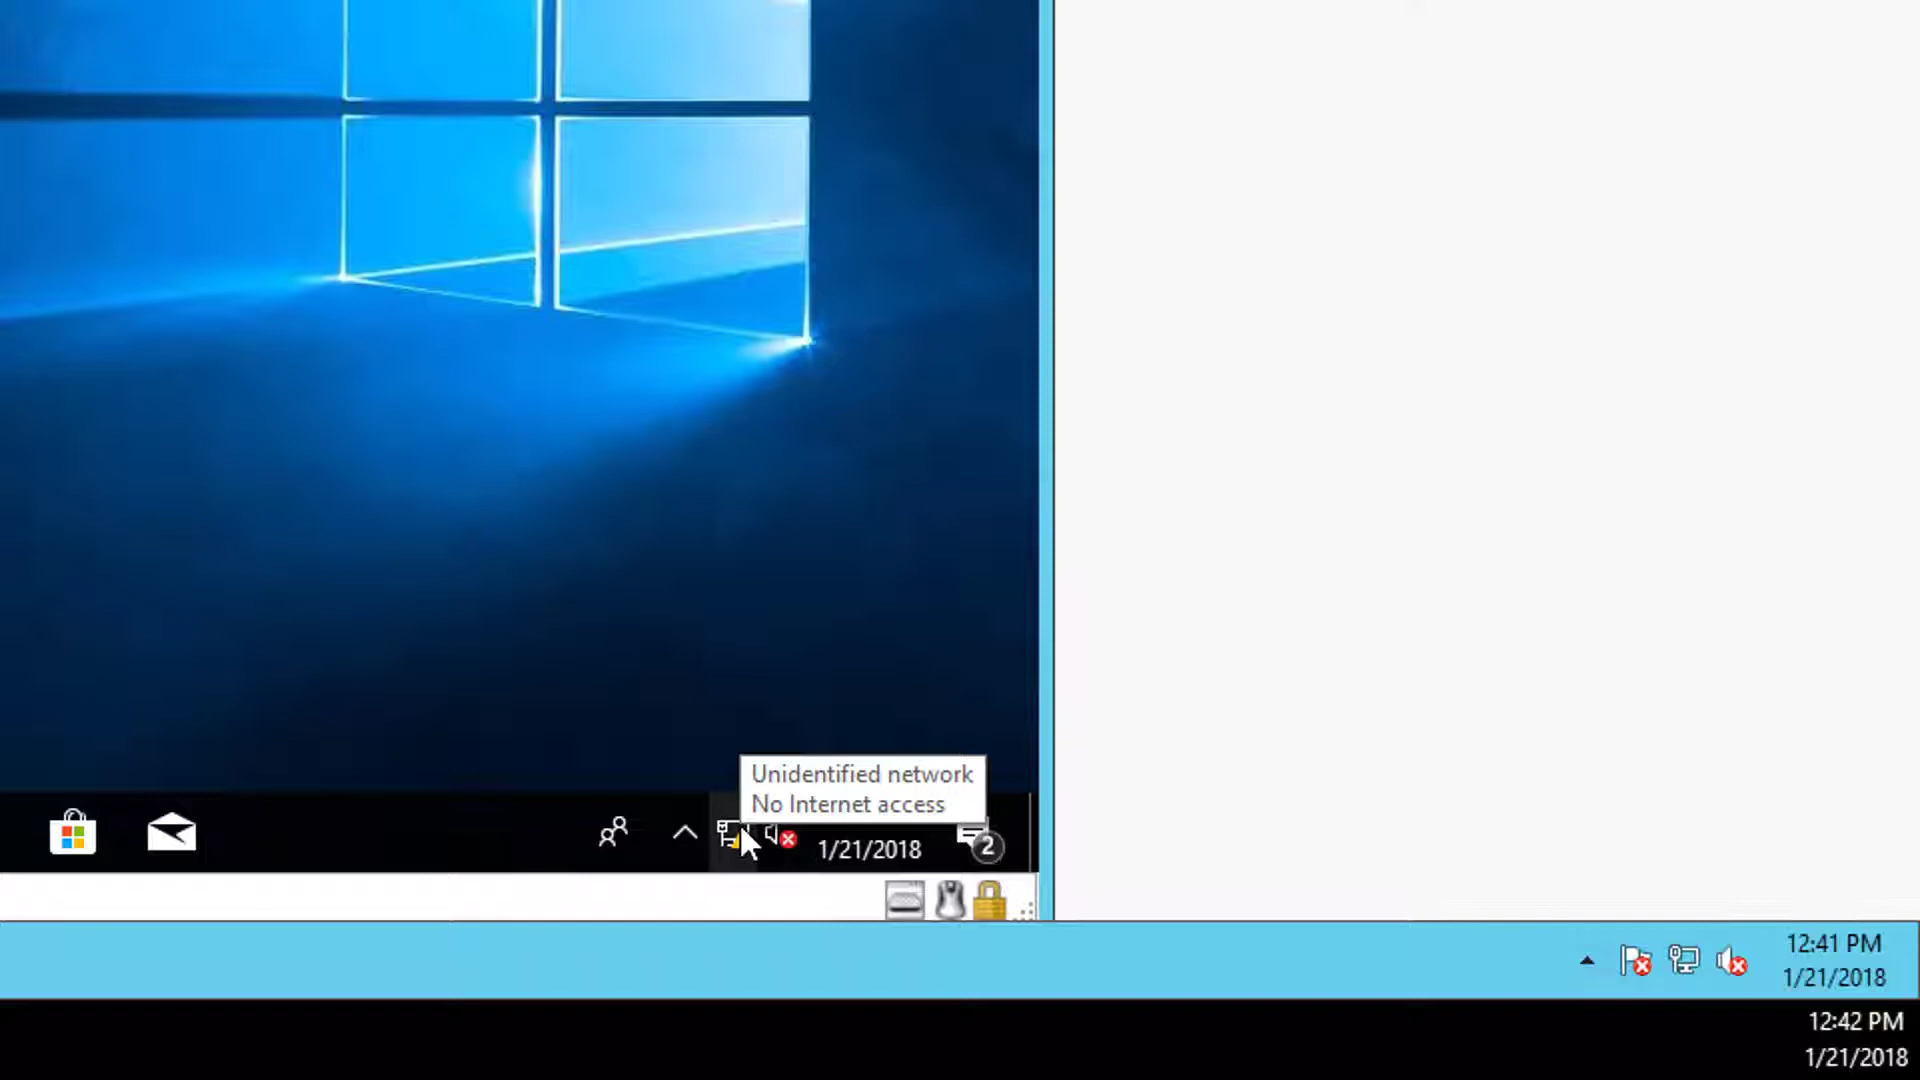 Unidentified network
No Internet access
1/21/2018
2
12:41 PM
1/21/2018
12:42 PM
1/21/2018